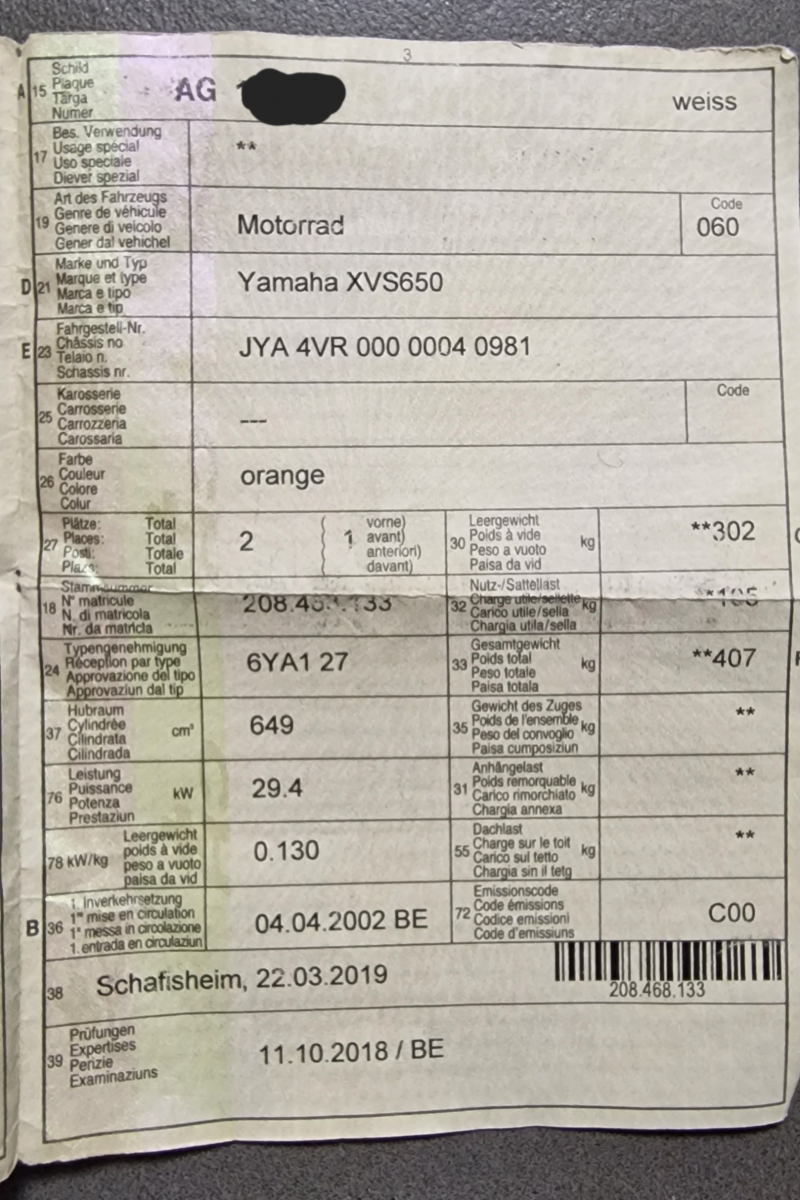 3
A 15 Schild
Plaque
Targa
Numer
AG
weiss
17 Bes. Verwendung
Usage spécial
Uso speciale
Diever spezial
**
19 Art des Fahrzeugs
Genre de véhicule
Genere di veicolo
Gener dal vehichel
Motorrad
Code
060
D 21 Marke und Typ
Marque et type
Marca e tipo
Marca e tip
Yamaha XVS650
E 23 Fahrgestell-Nr.
Châssis no
Telaio n.
Schassis nr.
JYA 4VR 000 0004 0981
25 Karosserie
Carrosserie
Carrozzeria
Carossaria
---
Code
26 Farbe
Couleur
Colore
Colur
orange
27 Plätze: Total
Places: Total
Posti: Totale
Plazs: Total
2
( 1 vorne)
( avant)
( anteriori)
( davant)
30 Leergewicht
Poids à vide
Peso a vuoto
Paisa da vid
kg
**302
18 Stammnummer
N° matricule
N. di matricola
Nr. da matricla
32 Nutz-/Sattellast
Charge utile/sellette
Carico utile/sella
Chargia utila/sella
kg
24 Typengenehmigung
Réception par type
Approvazione del tipo
Approvaziun dal tip
6YA1 27
33 Gesamtgewicht
Poids total
Peso totale
Paisa totala
kg
**407
37 Hubraum
Cylindrée
Cilindrata
Cilindrada
cm³
649
35 Gewicht des Zuges
Poids de l'ensemble
Peso del convoglio
Paisa cumposiziun
kg
**
76 Leistung
Puissance
Potenza
Prestaziun
kW
29.4
31 Anhängelast
Poids remorquable
Carico rimorchiato
Chargia annexa
kg
**
78 kW/kg Leergewicht
poids à vide
peso a vuoto
paisa da vid
0.130
55 Dachlast
Charge sur le toit
Carico sul tetto
Chargia sin il tetg
kg
**
B 36 1. Inverkehrsetzung
1re mise en circulation
1a messa in circolazione
1. entrada en circulaziun
04.04.2002 BE
72 Emissionscode
Code émissions
Codice emissioni
Code d'emissiuns
C00
38 Schafisheim, 22.03.2019
208.468.133
39 Prüfungen
Expertises
Perizie
Examinaziuns
11.10.2018 / BE